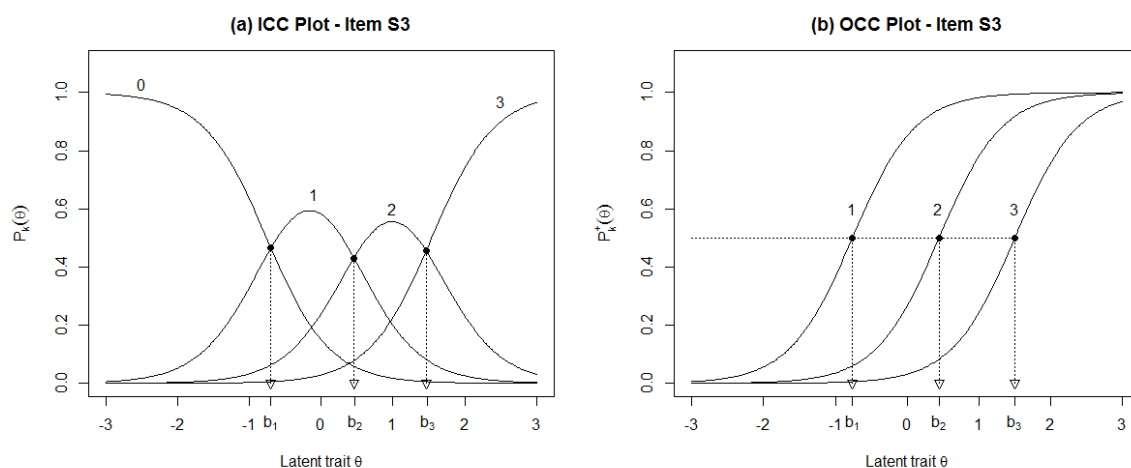 (a) ICC Plot - Item S3
P_k(θ)
0.0 0.2 0.4 0.6 0.8 1.0
0
1
2
3
-3 -2 -1 b₁ 0 b₂ 1 b₃ 2 3
Latent trait θ
(b) OCC Plot - Item S3
P_k⁺(θ)
0.0 0.2 0.4 0.6 0.8 1.0
1
2
3
-3 -2 -1 b₁ 0 b₂ 1 b₃ 2 3
Latent trait θ